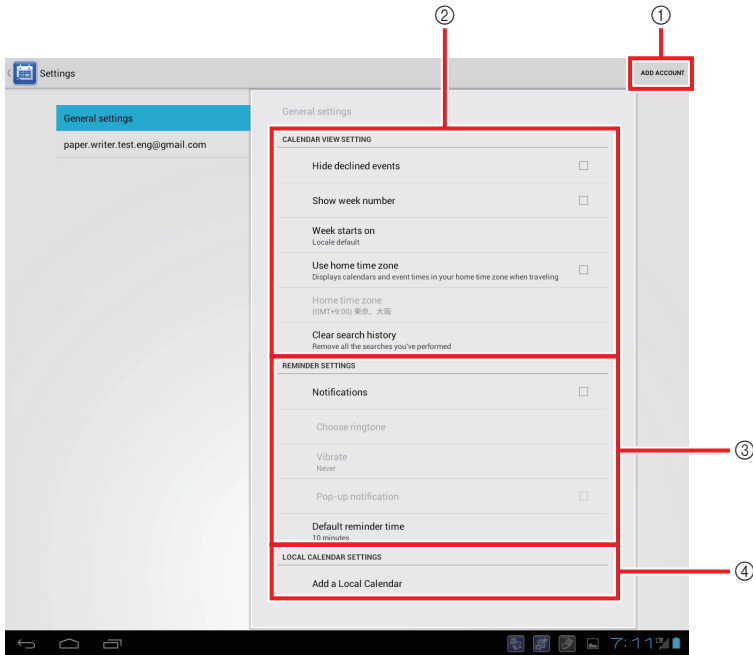 ②
①
Settings
ADD ACCOUNT
General settings
paper.writer.test.eng@gmail.com
General settings
CALENDAR VIEW SETTING
Hide declined events
Show week number
Week starts on
Locale default
Use home time zone
Displays calendars and event times in your home time zone when traveling
Home time zone
(GMT+9:00) 東京、大阪
Clear search history
Remove all the searches you've performed
REMINDER SETTINGS
Notifications
Choose ringtone
③
Vibrate
Never
Pop-up notification
Default reminder time
10 minutes
LOCAL CALENDAR SETTINGS
④
Add a Local Calendar
7:11 LTE